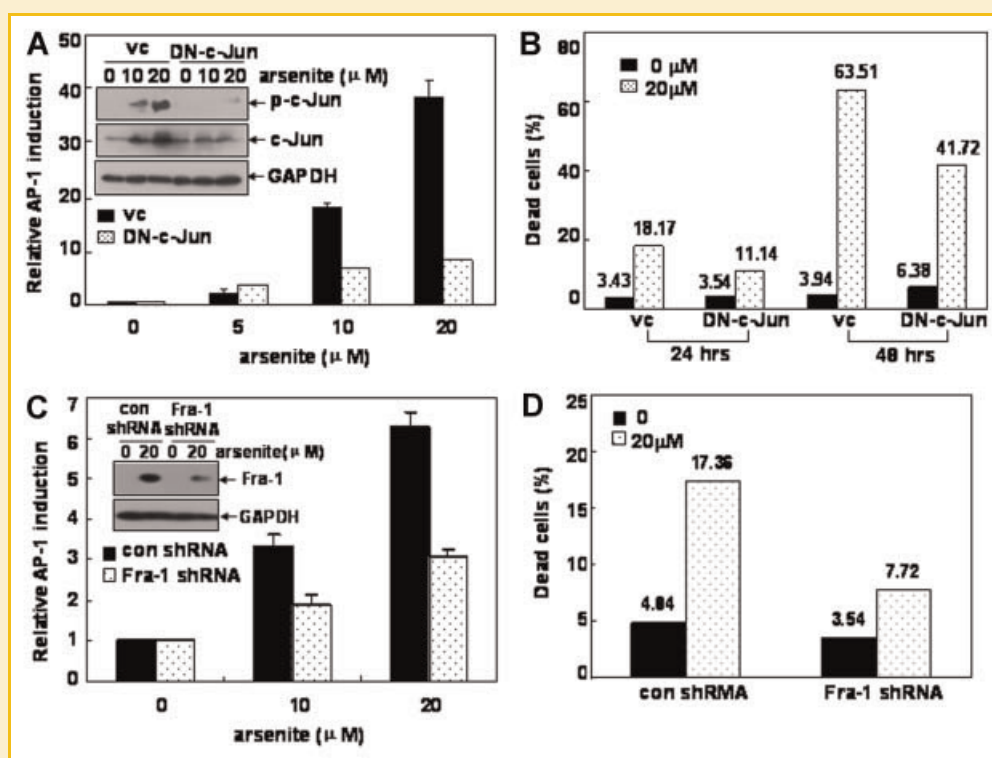 A
vc DN-c-Jun
0 10 20 0 10 20 arsenite (μ M)
p-c-Jun
c-Jun
GAPDH
vc
DN-c-Jun
Relative AP-1 induction
50
40
30
20
10
0
0 5 10 20
arsenite (μ M)
B
0 μM
20μM
Dead cells (%)
80
60
40
20
0
3.43 18.17 3.54 11.14 3.94 63.51 6.38 41.72
vc DN-c-Jun vc DN-c-Jun
24 hrs 48 hrs
C
con shRNA Fra-1 shRNA
0 20 0 20 arsenite(μ M)
Fra-1
GAPDH
con shRNA
Fra-1 shRNA
Relative AP-1 induction
7
6
5
4
3
2
1
0
0 10 20
arsenite (μ M)
D
0
20μM
Dead cells (%)
25
20
15
10
5
0
4.84 17.36 3.54 7.72
con shRMA Fra-1 shRNA